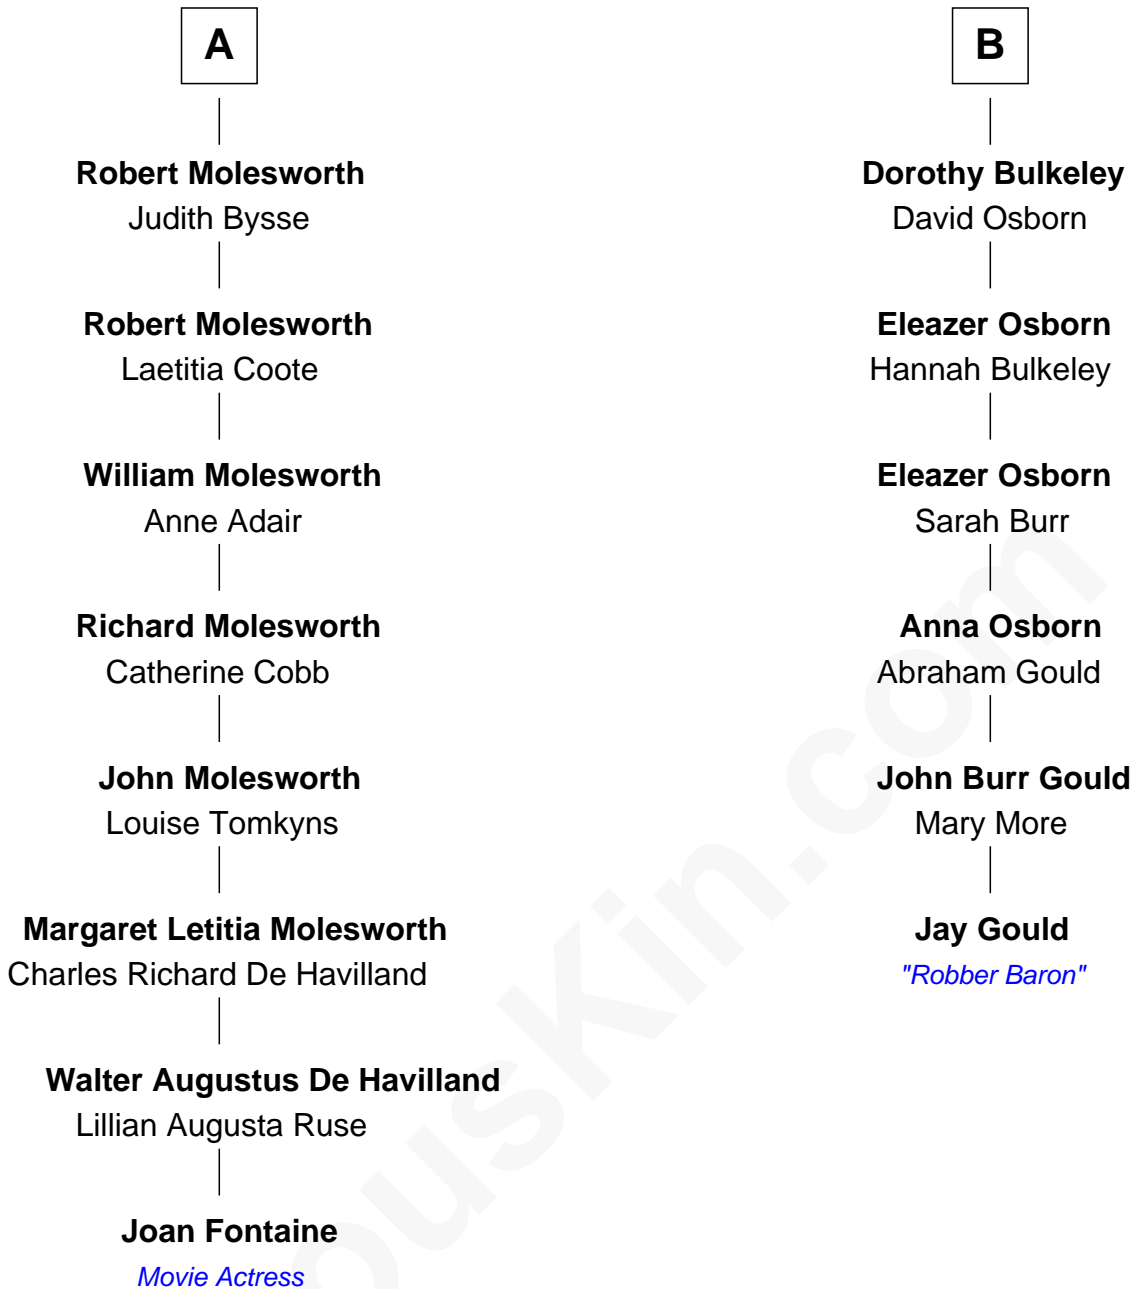 A
Robert Molesworth
Judith Bysse
Robert Molesworth
Laetitia Coote
William Molesworth
Anne Adair
Richard Molesworth
Catherine Cobb
John Molesworth
Louise Tomkyns
Margaret Letitia Molesworth
Charles Richard De Havilland
Walter Augustus De Havilland
Lillian Augusta Ruse
Joan Fontaine
Movie Actress
B
Dorothy Bulkeley
David Osborn
Eleazer Osborn
Hannah Bulkeley
Eleazer Osborn
Sarah Burr
Anna Osborn
Abraham Gould
John Burr Gould
Mary More
Jay Gould
"Robber Baron"
ousKin.com